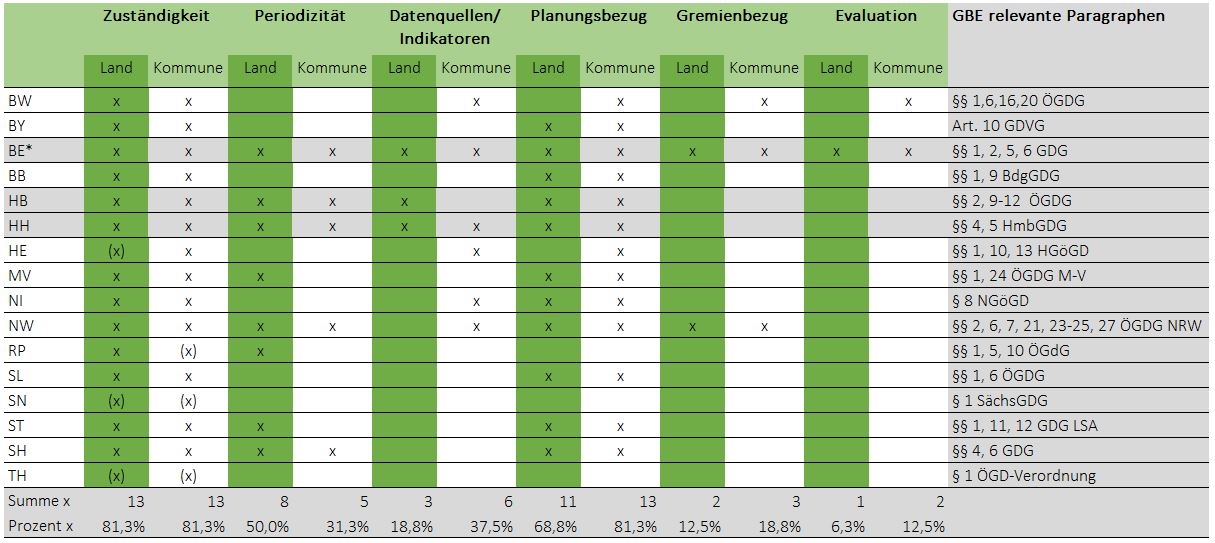 Zuständigkeit Periodizität Datenquellen/ Planungsbezug Gremienbezug Evaluation GBE relevante Paragraphen
Indikatoren
Land Kommune Land Kommune Land Kommune Land Kommune Land Kommune Land Kommune
BW x x x x x x §§ 1,6,16,20 ÖGDG
BY x x x x Art. 10 GDVG
BE* x x x x x x x x x x x x §§ 1, 2, 5, 6 GDG
BB x x x x §§ 1, 9 BdgGDG
HB x x x x x x x §§ 2, 9-12 ÖGDG
HH x x x x x x x x §§ 4, 5 HmbGDG
HE (x) x x x §§ 1, 10, 13 HGöGD
MV x x x x x §§ 1, 24 ÖGDG M-V
NI x x x x x § 8 NGöGD
NW x x x x x x x x x §§ 2, 6, 7, 21, 23-25, 27 ÖGDG NRW
RP x (x) x §§ 1, 5, 10 ÖGdG
SL x x x x §§ 1, 6 ÖGDG
SN (x) (x) § 1 SächsGDG
ST x x x x x §§ 1, 11, 12 GDG LSA
SH x x x x x x §§ 4, 6 GDG
TH (x) (x) § 1 ÖGD-Verordnung
Summe x 13 13 8 5 3 6 11 13 2 3 1 2
Prozent x 81,3% 81,3% 50,0% 31,3% 18,8% 37,5% 68,8% 81,3% 12,5% 18,8% 6,3% 12,5%